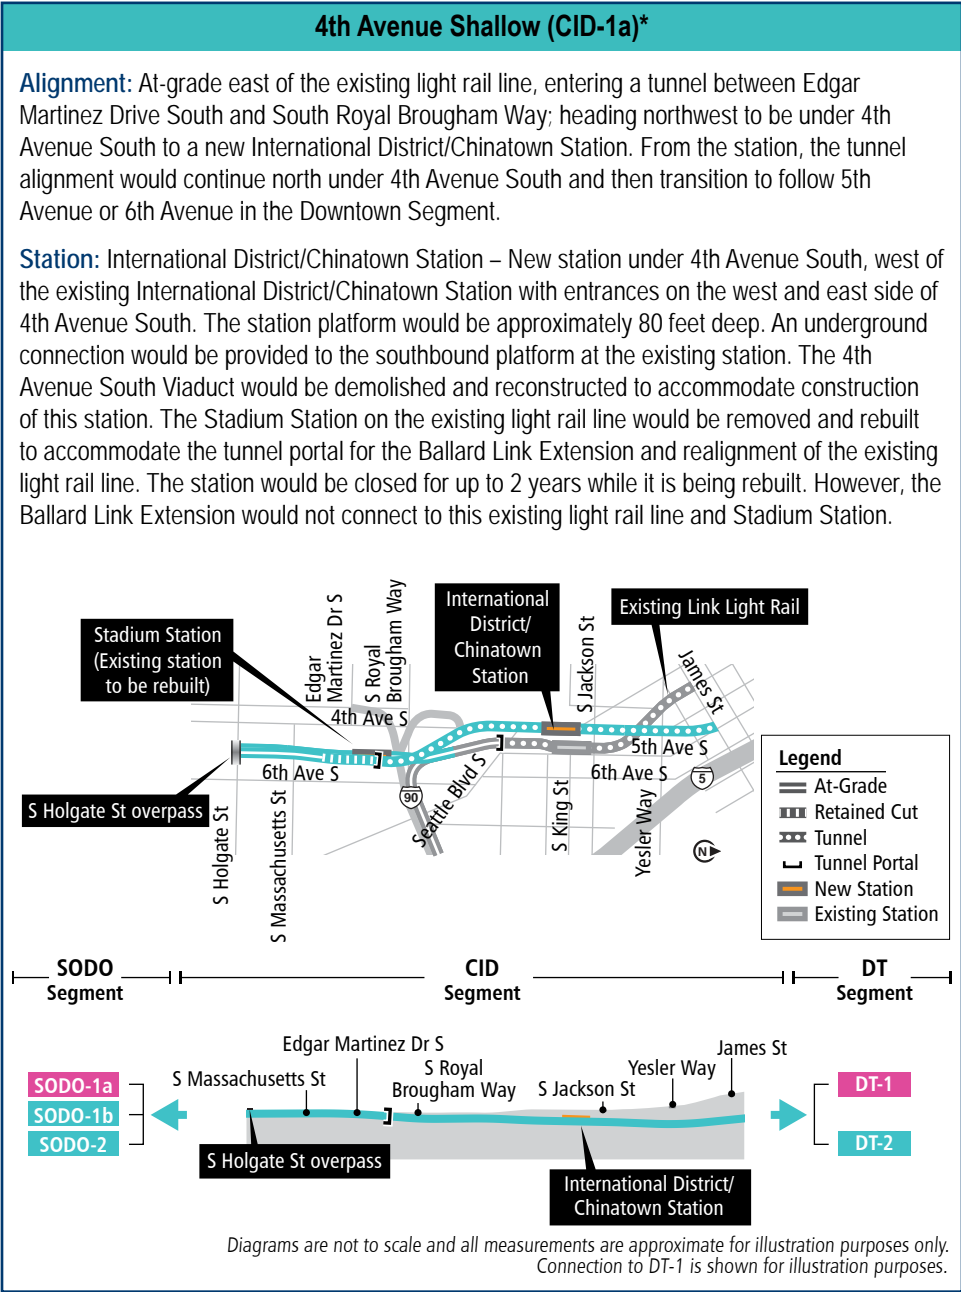 4th Avenue Shallow (CID-1a)*
Alignment: At-grade east of the existing light rail line, entering a tunnel between Edgar
Martinez Drive South and South Royal Brougham Way; heading northwest to be under 4th
Avenue South to a new International District/Chinatown Station. From the station, the tunnel
alignment would continue north under 4th Avenue South and then transition to follow 5th
Avenue or 6th Avenue in the Downtown Segment.
Station: International District/Chinatown Station – New station under 4th Avenue South, west of
the existing International District/Chinatown Station with entrances on the west and east side of
4th Avenue South. The station platform would be approximately 80 feet deep. An underground
connection would be provided to the southbound platform at the existing station. The 4th
Avenue South Viaduct would be demolished and reconstructed to accommodate construction
of this station. The Stadium Station on the existing light rail line would be removed and rebuilt
to accommodate the tunnel portal for the Ballard Link Extension and realignment of the existing
light rail line. The station would be closed for up to 2 years while it is being rebuilt. However, the
Ballard Link Extension would not connect to this existing light rail line and Stadium Station.
Stadium Station
(Existing station
to be rebuilt)
Edgar
Martinez Dr S
S Royal
Brougham Way
International
District/
Chinatown
Station
S Jackson St
Existing Link Light Rail
James St
4th Ave S
5th Ave S
6th Ave S
6th Ave S
S Holgate St overpass
S Holgate St
S Massachusetts St
90
Seattle Blvd S
S King St
Yesler Way
5
N
Legend
At-Grade
Retained Cut
Tunnel
Tunnel Portal
New Station
Existing Station
SODO
Segment
CID
Segment
DT
Segment
SODO-1a
SODO-1b
SODO-2
S Massachusetts St
Edgar Martinez Dr S
S Royal
Brougham Way
S Jackson St
Yesler Way
James St
S Holgate St overpass
International District/
Chinatown Station
DT-1
DT-2
Diagrams are not to scale and all measurements are approximate for illustration purposes only.
Connection to DT-1 is shown for illustration purposes.